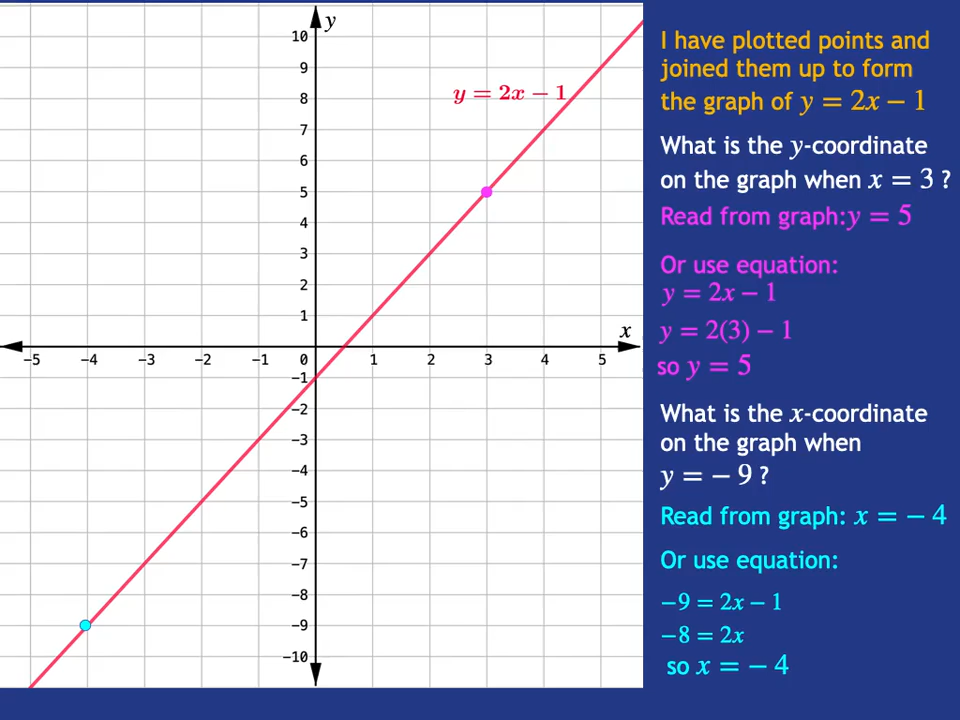 y
10
9
8
7
6
5
4
3
2
1
y = 2x − 1
x
−5 −4 −3 −2 −1 0 1 2 3 4 5
−1
−2
−3
−4
−5
−6
−7
−8
−9
−10
I have plotted points and
joined them up to form
the graph of y = 2x − 1
What is the y-coordinate
on the graph when x = 3 ?
Read from graph: y = 5
Or use equation:
y = 2x − 1
y = 2(3) − 1
so y = 5
What is the x-coordinate
on the graph when
y = − 9 ?
Read from graph: x = − 4
Or use equation:
−9 = 2x − 1
−8 = 2x
so x = − 4